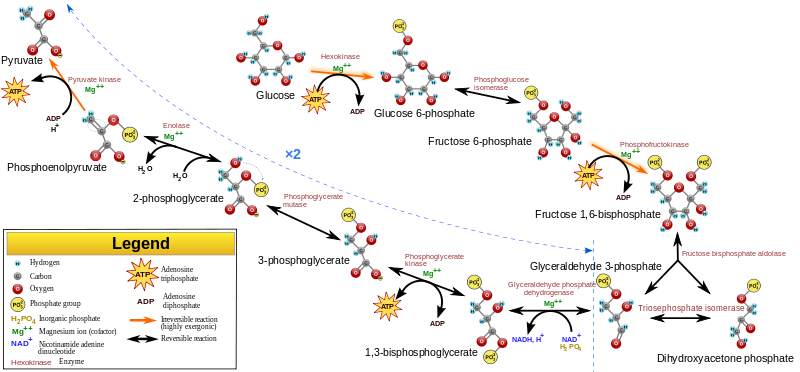 Pyruvate
Pyruvate kinase
Mg++
ATP
ADP
H+
Phosphoenolpyruvate
Enolase
Mg++
H2O
H2O
2-phosphoglycerate
Phosphoglycerate
mutase
3-phosphoglycerate
Phosphoglycerate
kinase
Mg++
ATP
ADP
1,3-bisphosphoglycerate
Glucose
Hexokinase
Mg++
ATP
ADP
Glucose 6-phosphate
Phosphoglucose
isomerase
Fructose 6-phosphate
Phosphofructokinase
Mg++
ATP
ADP
Fructose 1,6-bisphosphate
Fructose bisphosphate aldolase
×2
Glyceraldehyde 3-phosphate
Glyceraldehyde phosphate
dehydrogenase
Mg++
NADH, H+
NAD+
H2PO4
Triosephosphate isomerase
Dihydroxyacetone phosphate
Legend
H Hydrogen
C Carbon
O Oxygen
Phosphate group
H2PO4 Inorganic phosphate
Mg++ Magnesium ion (cofactor)
NAD+ Nicotinamide adenine
dinucleotide
Hexokinase Enzyme
ATP Adenosine
triphosphate
ADP Adenosine
diphosphate
Irreversible reaction
(highly exergonic)
Reversible reaction